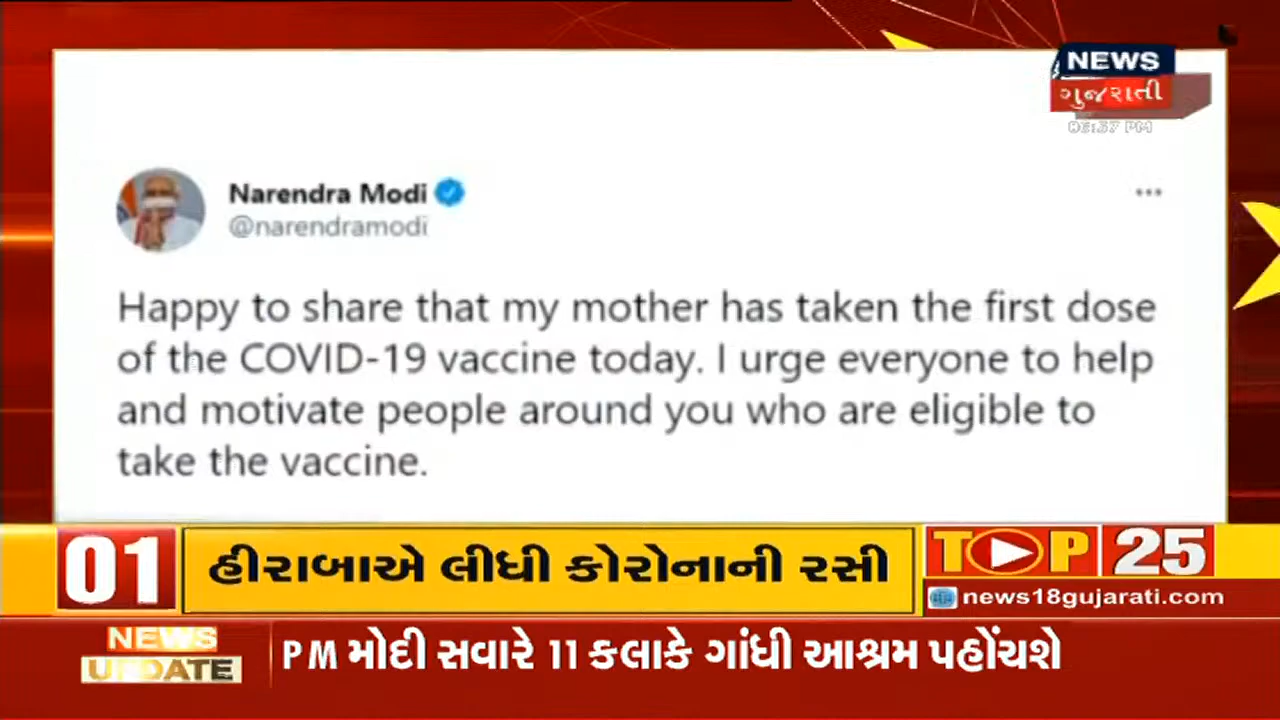 NEWS
ગુજરાતી
Narendra Modi
@narendramodi
Happy to share that my mother has taken the first dose
of the COVID-19 vaccine today. I urge everyone to help
and motivate people around you who are eligible to
take the vaccine.
01
હીરાબાએ લીધી કોરોનાની રસી
TOP 25
news18gujarati.com
NEWS
UPDATE
PM મોદી સવારે 11 કલાકે ગાંધી આશ્રમ પહોંચશે